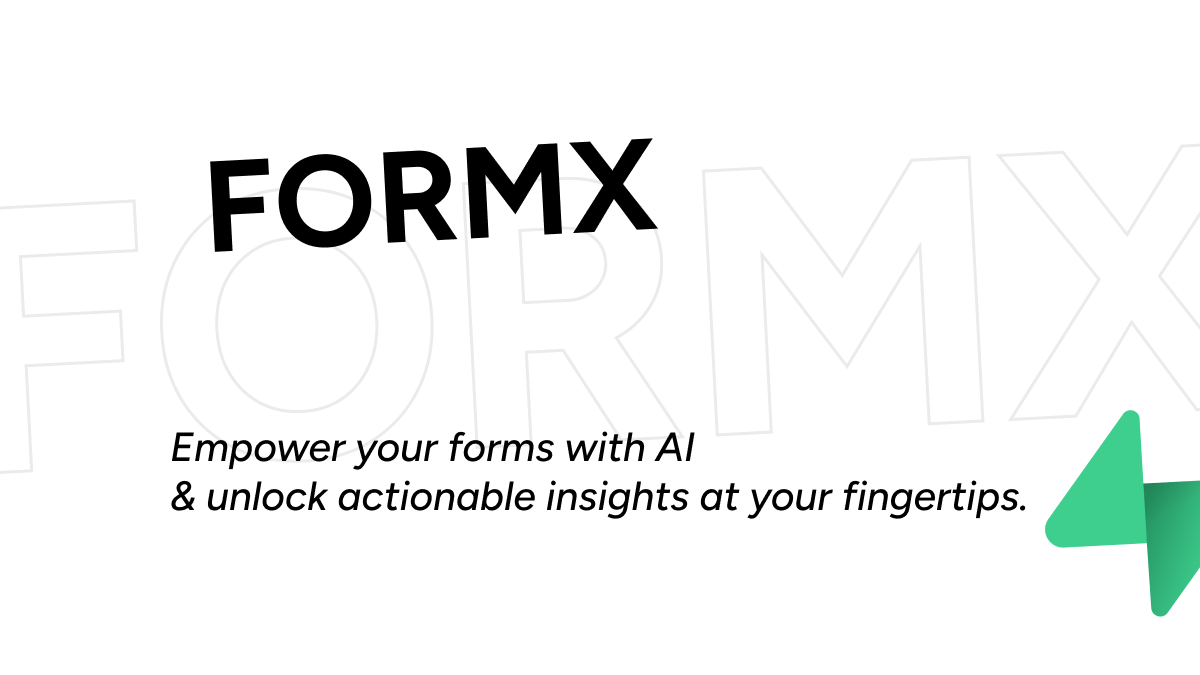 FORMX
FORMX
Empower your forms with AI
& unlock actionable insights at your fingertips.